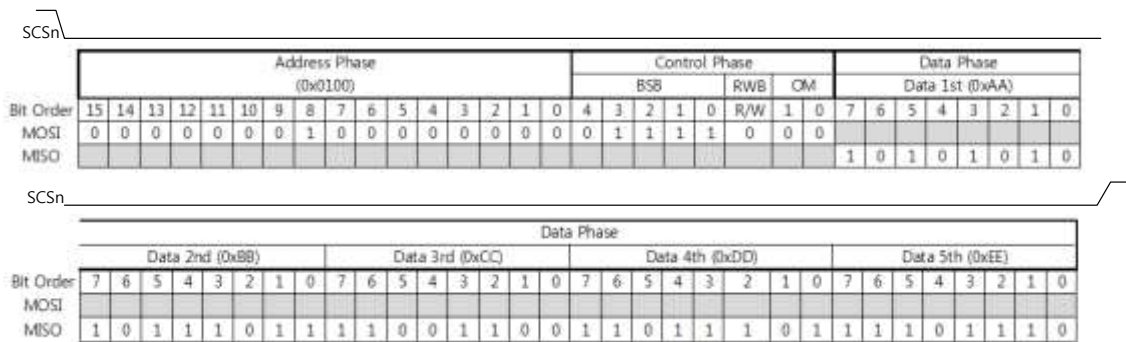 SCSn
Address Phase Control Phase Data Phase
(0x0100) BSB RWB OM Data 1st (0xAA)
Bit Order 15 14 13 12 11 10 9 8 7 6 5 4 3 2 1 0 4 3 2 1 0 R/W 1 0 7 6 5 4 3 2 1 0
MOSI 0 0 0 0 0 0 0 1 0 0 0 0 0 0 0 0 0 1 1 1 1 0 0 0
MISO 1 0 1 0 1 0 1 0
SCSn
Data Phase
Data 2nd (0xBB) Data 3rd (0xCC) Data 4th (0xDD) Data 5th (0xEE)
Bit Order 7 6 5 4 3 2 1 0 7 6 5 4 3 2 1 0 7 6 5 4 3 2 1 0 7 6 5 4 3 2 1 0
MOSI
MISO 1 0 1 1 1 0 1 1 1 1 0 0 1 1 0 0 1 1 0 1 1 1 0 1 1 1 1 0 1 1 1 0